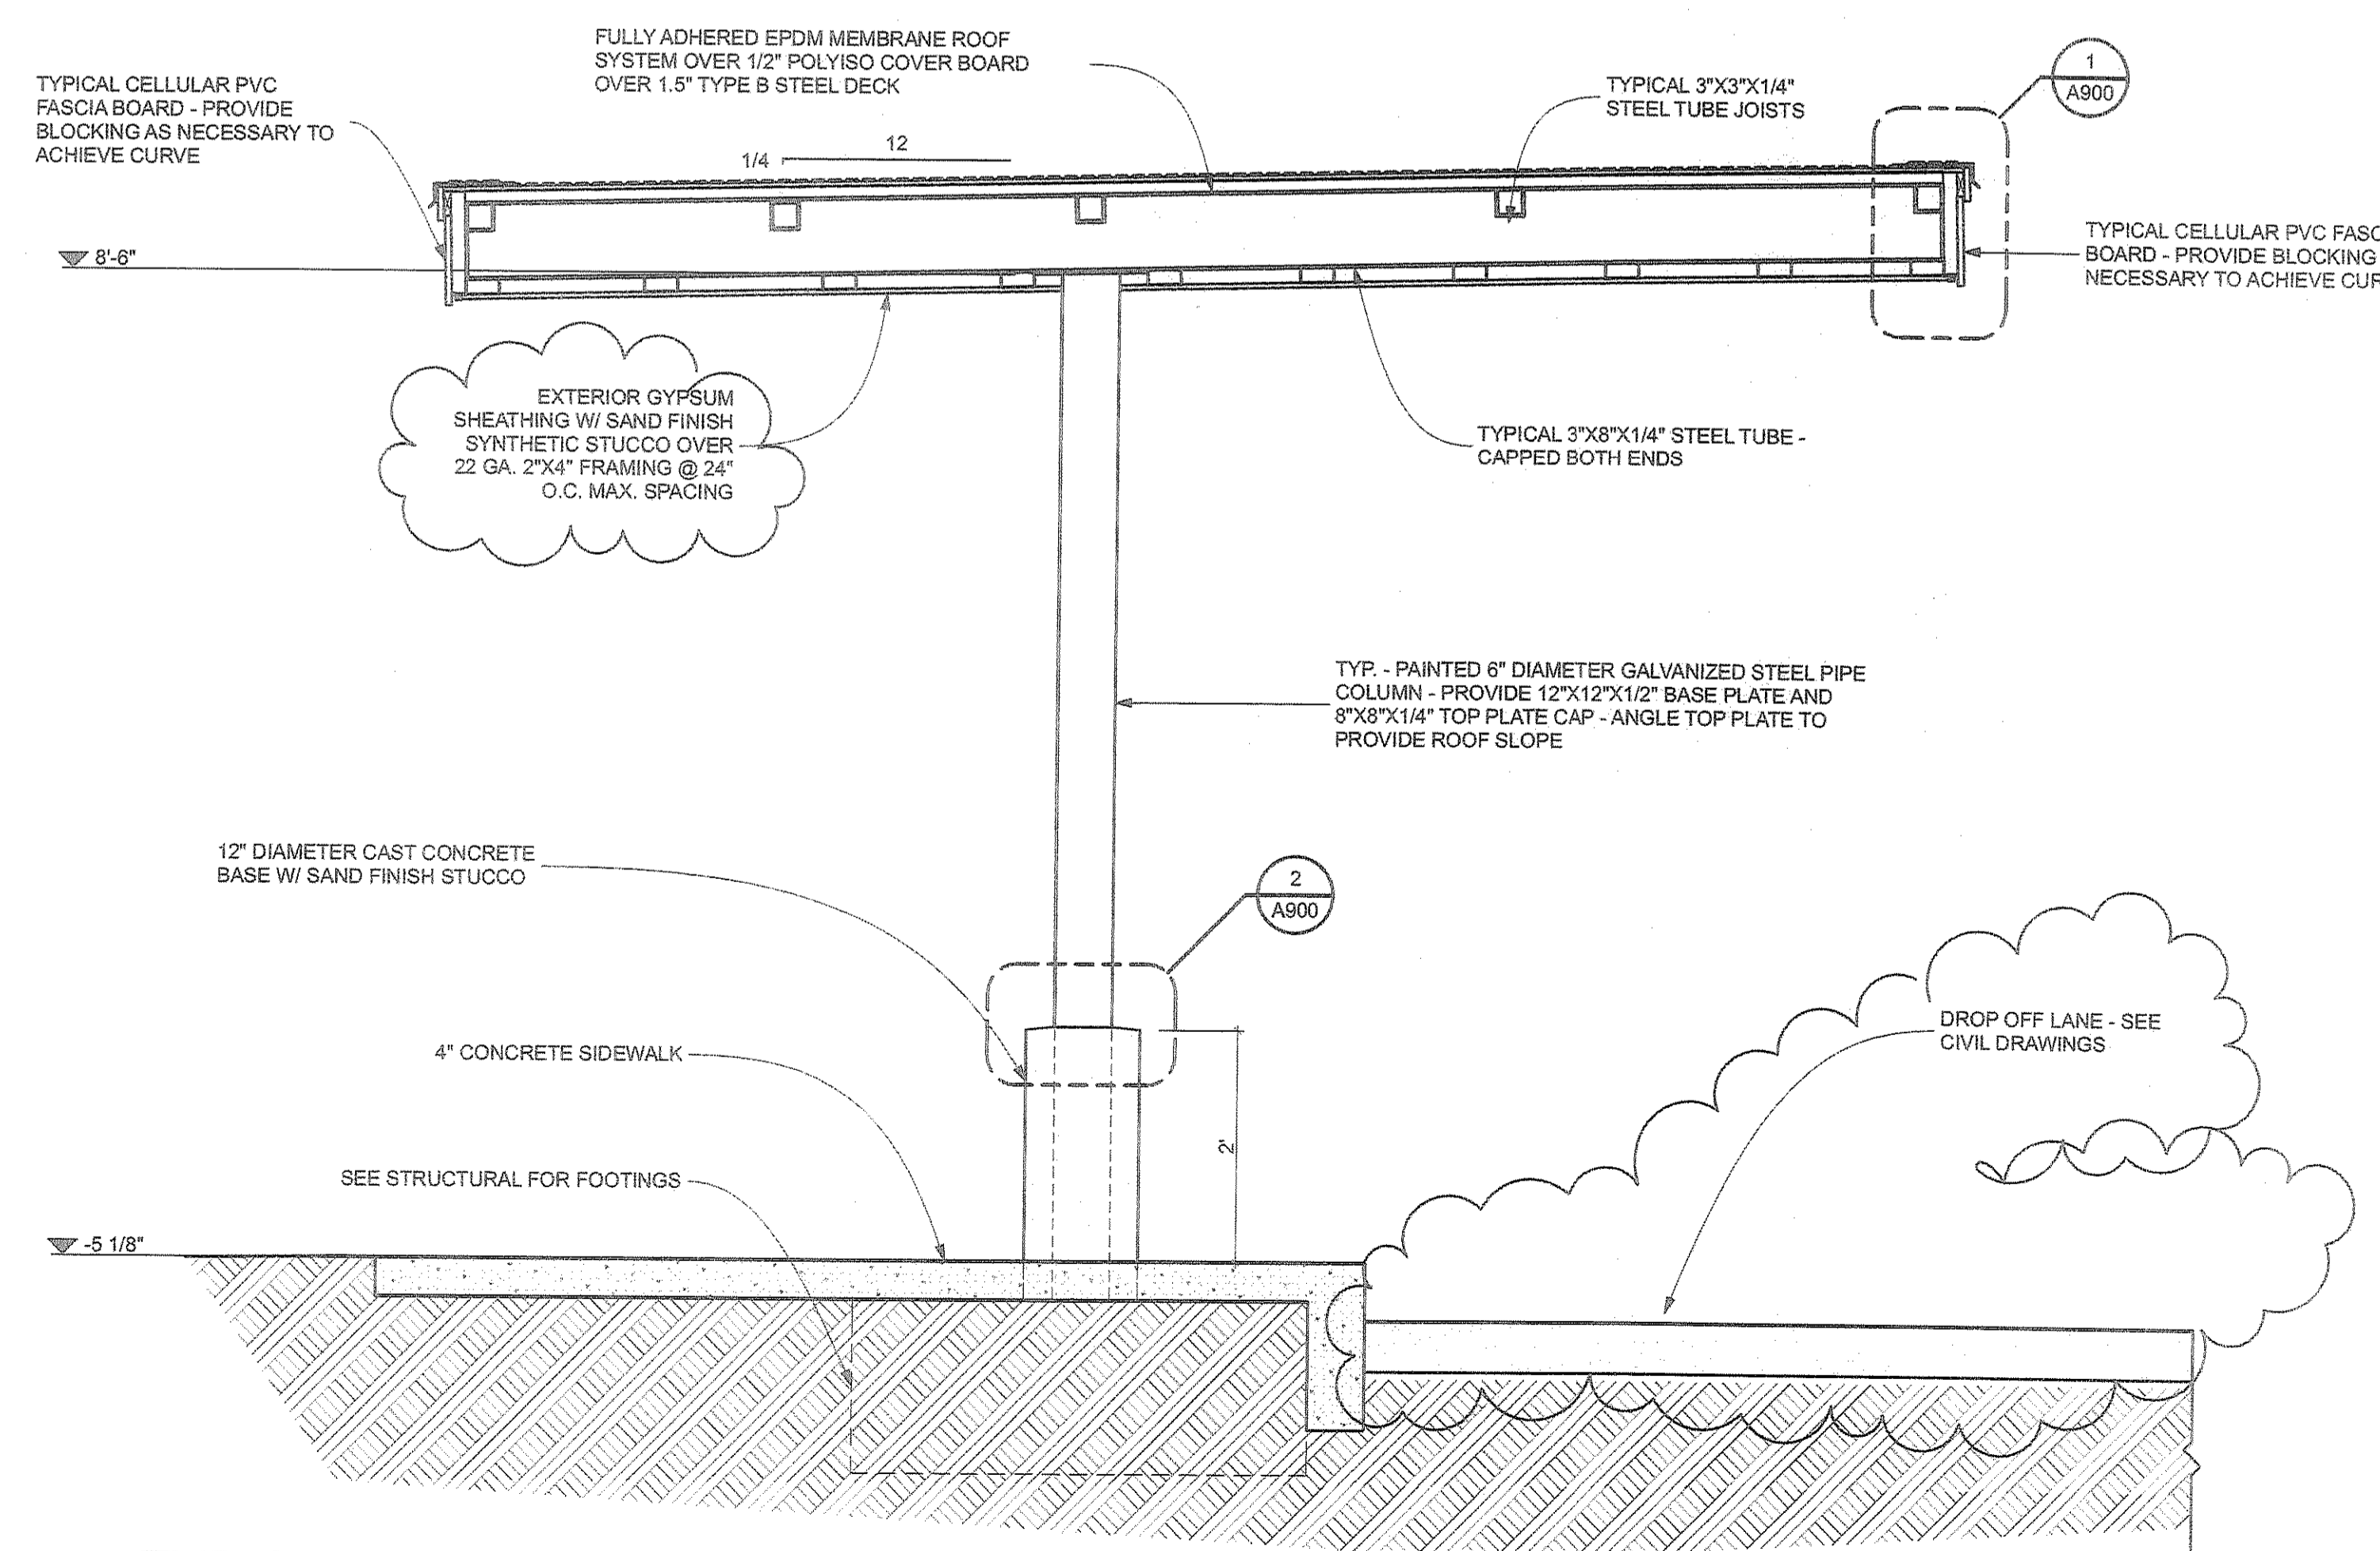 FULLY ADHERED EPDM MEMBRANE ROOF
SYSTEM OVER 1/2" POLYISO COVER BOARD
OVER 1.5" TYPE B STEEL DECK
TYPICAL CELLULAR PVC
FASCIA BOARD - PROVIDE
BLOCKING AS NECESSARY TO
ACHIEVE CURVE
TYPICAL 3"X3"X1/4"
STEEL TUBE JOISTS
1
A900
12
1/4
8'-6"
TYPICAL CELLULAR PVC FASC
BOARD - PROVIDE BLOCKING
NECESSARY TO ACHIEVE CUR
EXTERIOR GYPSUM
SHEATHING W/ SAND FINISH
SYNTHETIC STUCCO OVER
22 GA. 2"X4" FRAMING @ 24"
O.C. MAX. SPACING
TYPICAL 3"X8"X1/4" STEEL TUBE -
CAPPED BOTH ENDS
TYP. - PAINTED 6" DIAMETER GALVANIZED STEEL PIPE
COLUMN - PROVIDE 12"X12"X1/2" BASE PLATE AND
8"X8"X1/4" TOP PLATE CAP - ANGLE TOP PLATE TO
PROVIDE ROOF SLOPE
12" DIAMETER CAST CONCRETE
BASE W/ SAND FINISH STUCCO
2
A900
DROP OFF LANE - SEE
CIVIL DRAWINGS
4" CONCRETE SIDEWALK
2'
SEE STRUCTURAL FOR FOOTINGS
-5 1/8"